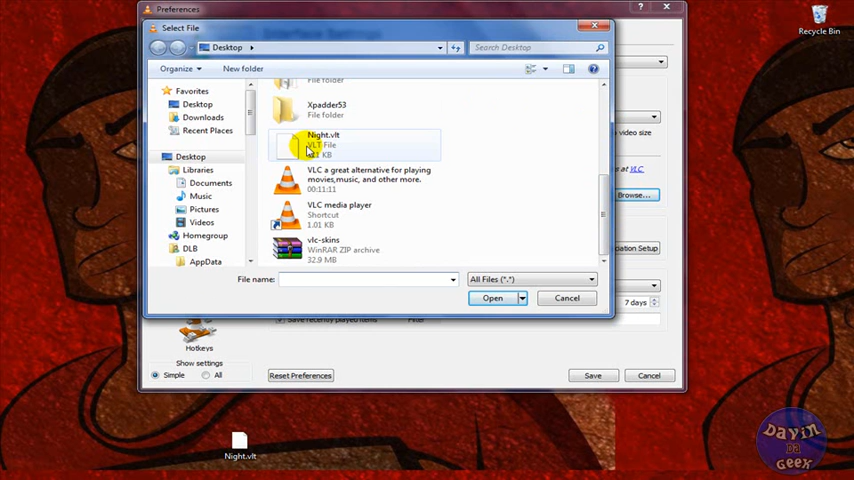 Preferences
Recycle Bin
Select File
Desktop
Search Desktop
Organize
New folder
Favorites
Desktop
Downloads
Recent Places
Desktop
Libraries
Documents
Music
Pictures
Videos
Homegroup
DLB
AppData
File folder
Xpadder53
File folder
Night.vlt
VLT File
KB
VLC a great alternative for playing
movies,music, and other more.
00:11:11
VLC media player
Shortcut
1.01 KB
vlc-skins
WinRAR ZIP archive
32.9 MB
File name:
All Files (*.*)
Open
Cancel
video size
VLC
Browse...
ciation Setup
7 days
Save recently played items
Filter
Hotkeys
Show settings
Simple
All
Reset Preferences
Save
Cancel
Night.vlt
Davin
Da
Geek